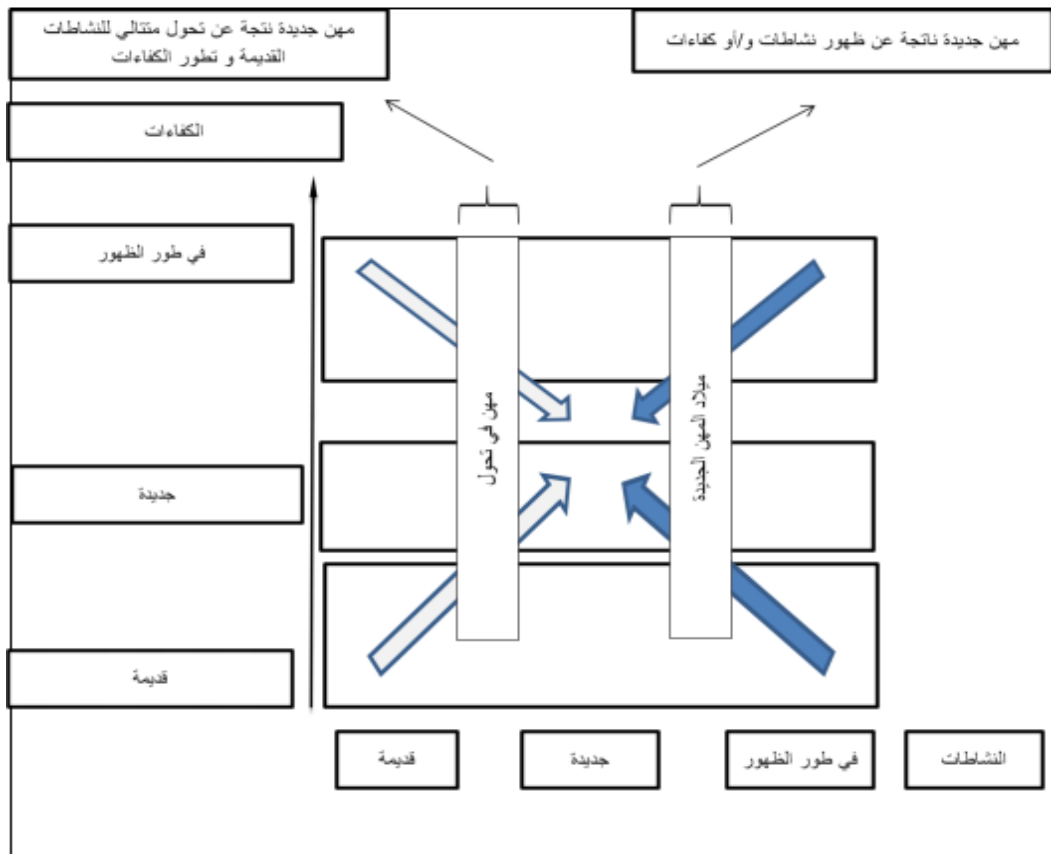 مهن جديدة ناتجة عن ظهور نشاطات و/أو كفاءات
مهن جديدة نتجة عن تحول متتالي للنشاطات
القديمة و تطور الكفاءات
الكفاءات
في طور الظهور
جديدة
قديمة
ميلاد المهن الجديدة
مهن في تحول
النشاطات
في طور الظهور
جديدة
قديمة